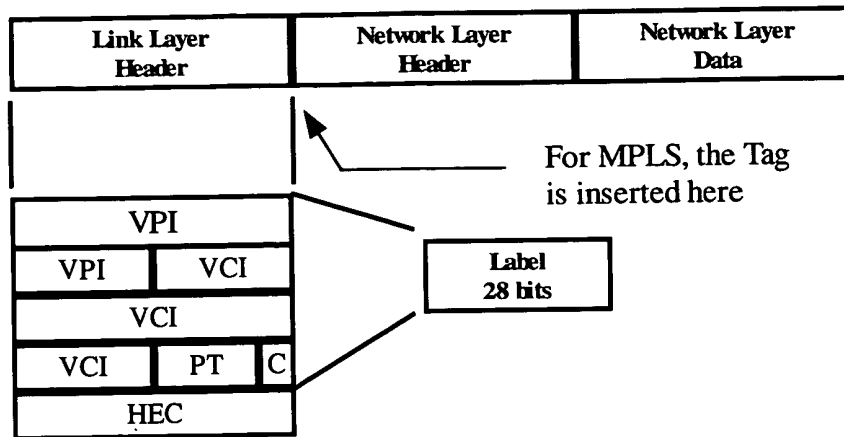 Link Layer
Header
Network Layer
Header
Network Layer
Data
For MPLS, the Tag
is inserted here
VPI
VPI
VCI
VCI
VCI
PT
C
HEC
Label
28 bits